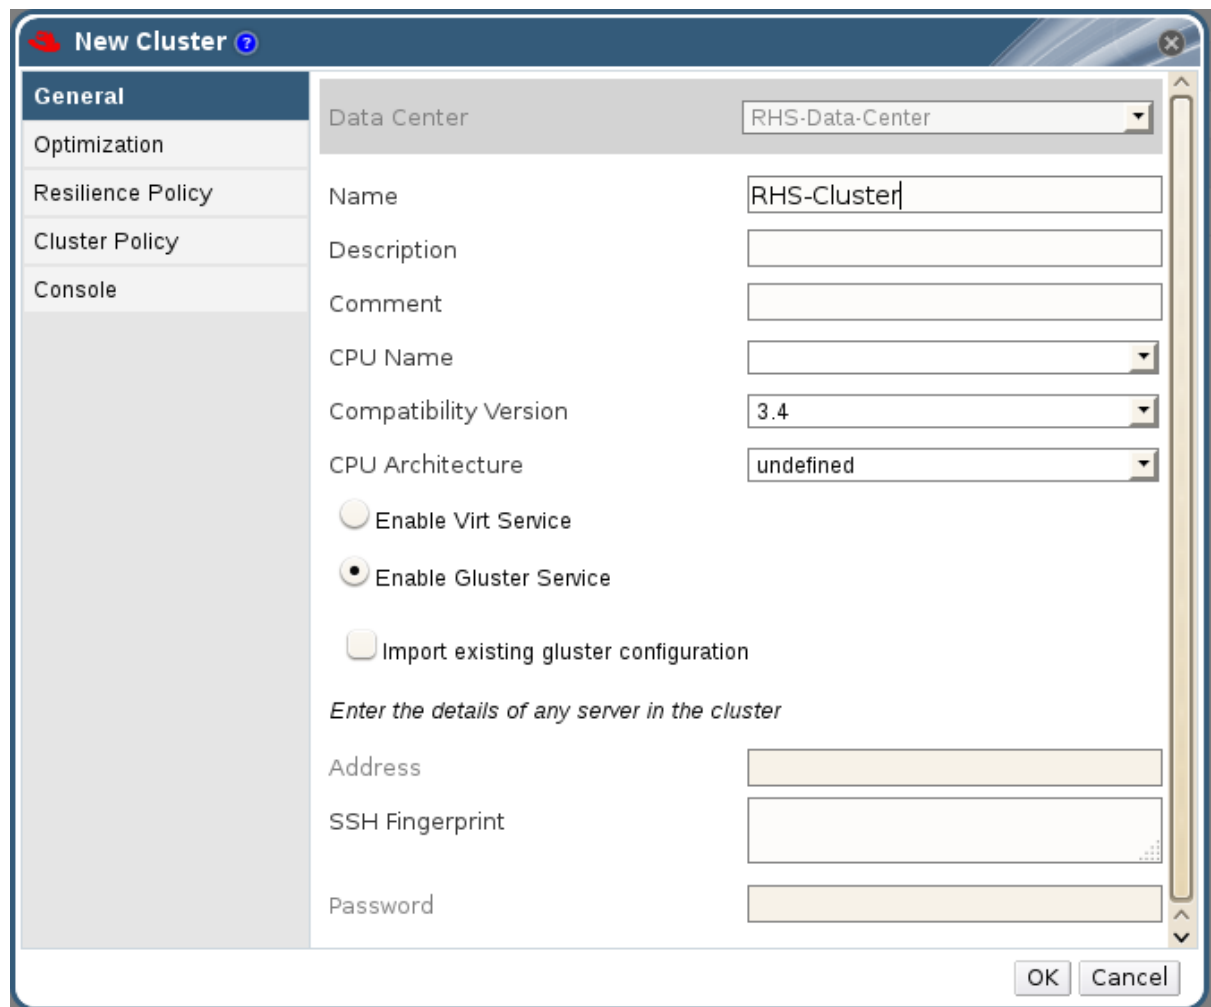 New Cluster ?
General
Optimization
Resilience Policy
Cluster Policy
Console
Data Center RHS-Data-Center
Name RHS-Cluster
Description
Comment
CPU Name
Compatibility Version 3.4
CPU Architecture undefined
Enable Virt Service
Enable Gluster Service
Import existing gluster configuration
Enter the details of any server in the cluster
Address
SSH Fingerprint
Password
OK Cancel